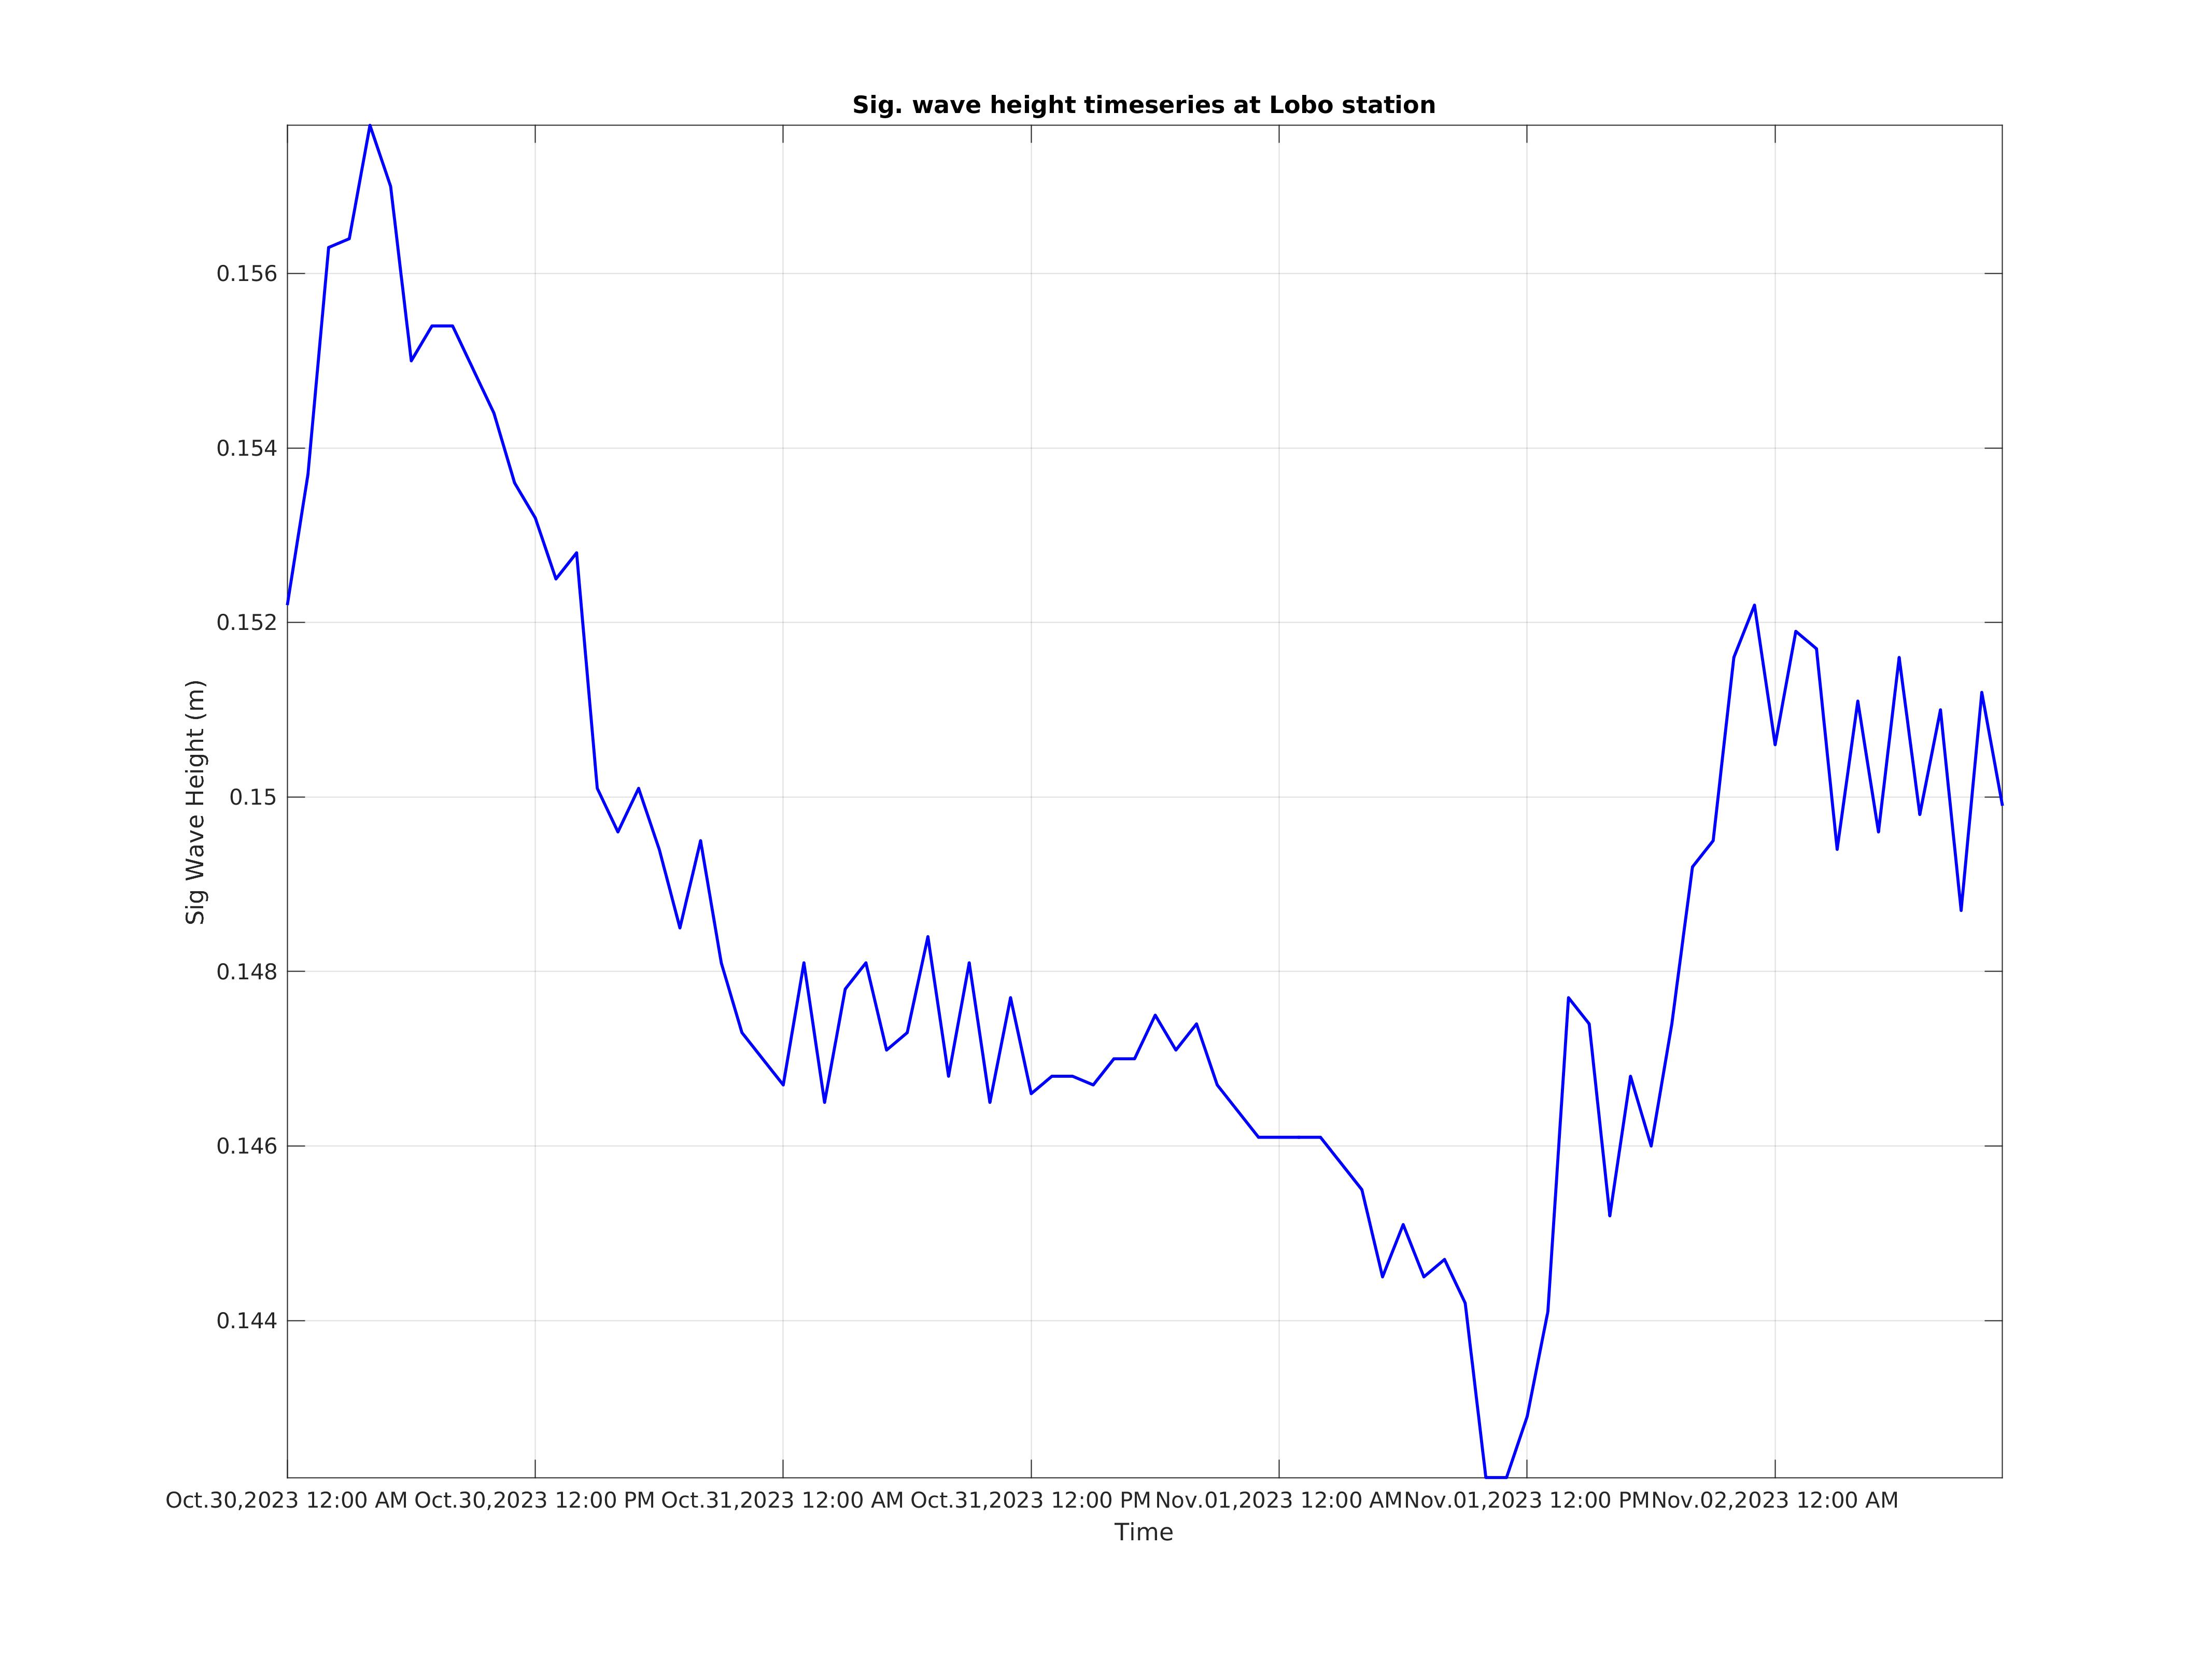 Sig. wave height timeseries at Lobo station
Sig Wave Height (m)
0.156
0.154
0.152
0.15
0.148
0.146
0.144
Oct.30,2023 12:00 AM Oct.30,2023 12:00 PM Oct.31,2023 12:00 AM Oct.31,2023 12:00 PM Nov.01,2023 12:00 AM Nov.01,2023 12:00 PM Nov.02,2023 12:00 AM
Time